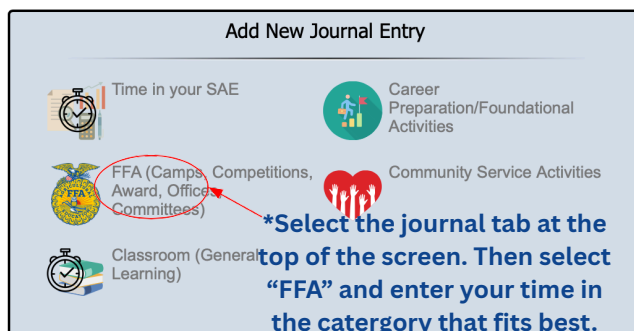 Add New Journal Entry
Time in your SAE
Career
Preparation/Foundational
Activities
FFA (Camps, Competitions,
Award, Office,
Committees)
FFA
Community Service Activities
Classroom (General
Learning)
*Select the journal tab at the
top of the screen. Then select
“FFA” and enter your time in
the catergory that fits best.